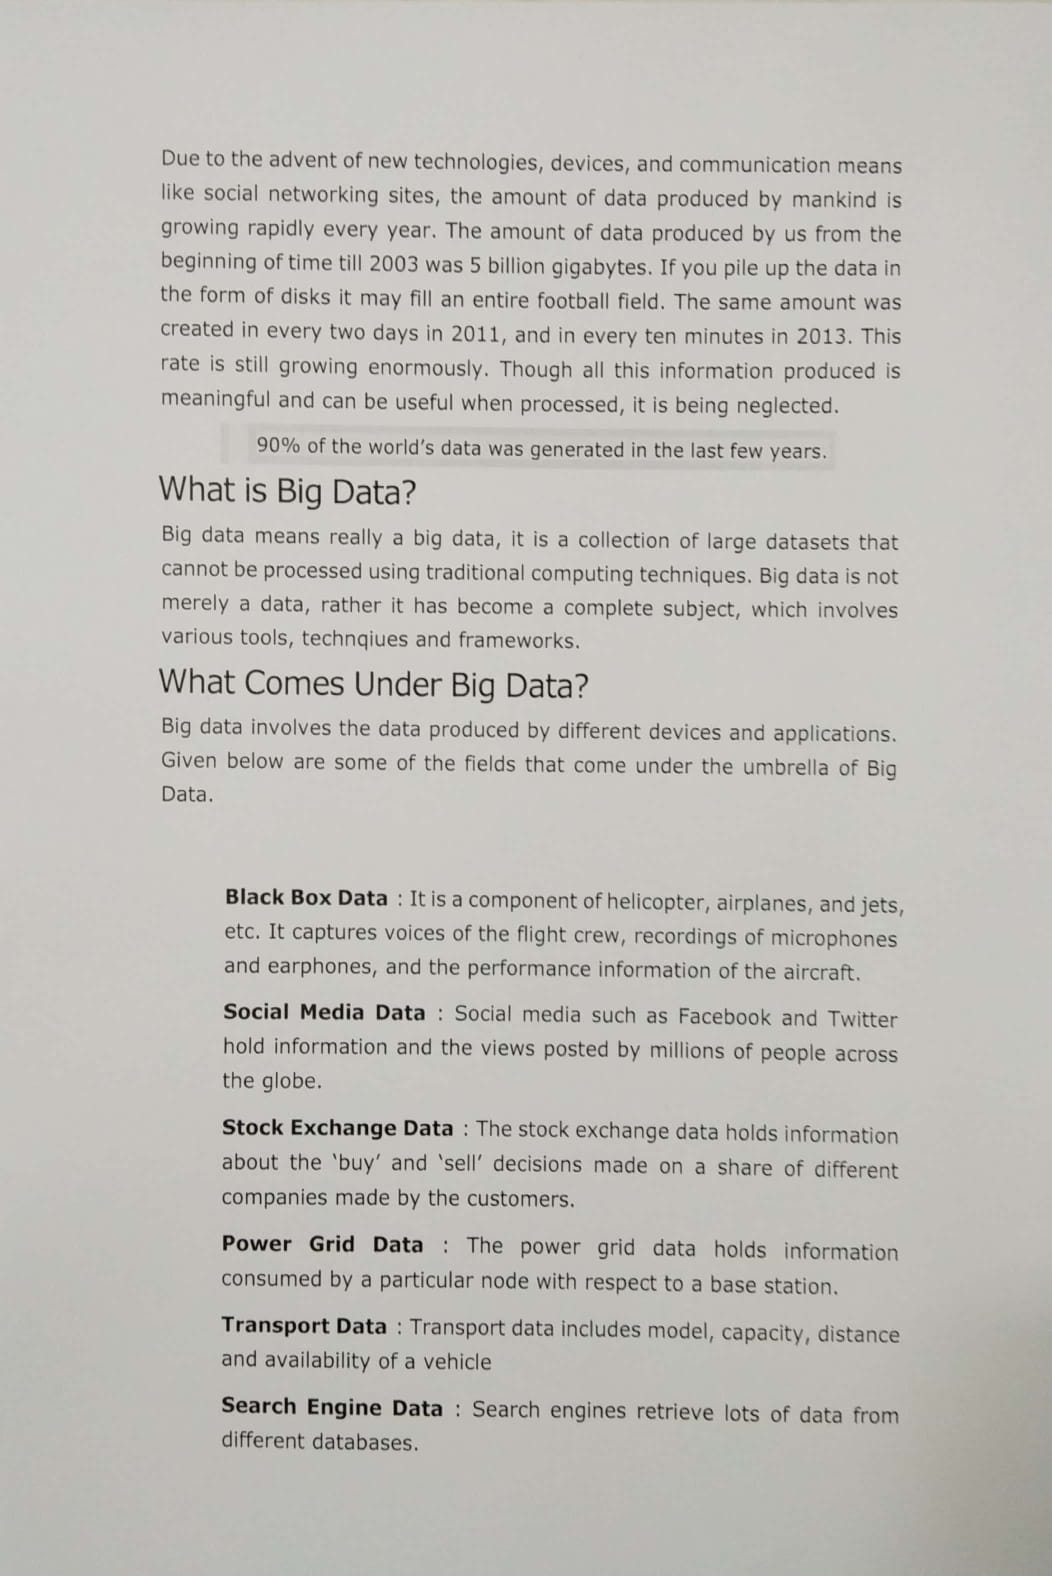 Due to the advent of new technologies, devices, and communication means
like social networking sites, the amount of data produced by mankind is
growing rapidly every year. The amount of data produced by us from the
beginning of time till 2003 was 5 billion gigabytes. If you pile up the data in
the form of disks it may fill an entire football field. The same amount was
created in every two days in 2011, and in every ten minutes in 2013. This
rate is still growing enormously. Though all this information produced is
meaningful and can be useful when processed, it is being neglected.
90% of the world's data was generated in the last few years.
What is Big Data?
Big data means really a big data, it is a collection of large datasets that
cannot be processed using traditional computing techniques. Big data is not
merely a data, rather it has become a complete subject, which involves
various tools, technqiues and frameworks.
What Comes Under Big Data?
Big data involves the data produced by different devices and applications.
Given below are some of the fields that come under the umbrella of Big
Data.
Black Box Data : It is a component of helicopter, airplanes, and jets,
etc. It captures voices of the flight crew, recordings of microphones
and earphones, and the performance information of the aircraft.
Social Media Data : Social media such as Facebook and Twitter
hold information and the views posted by millions of people across
the globe.
Stock Exchange Data : The stock exchange data holds information
about the ‘buy’ and ‘sell’ decisions made on a share of different
companies made by the customers.
Power Grid Data : The power grid data holds information
consumed by a particular node with respect to a base station.
Transport Data : Transport data includes model, capacity, distance
and availability of a vehicle
Search Engine Data : Search engines retrieve lots of data from
different databases.